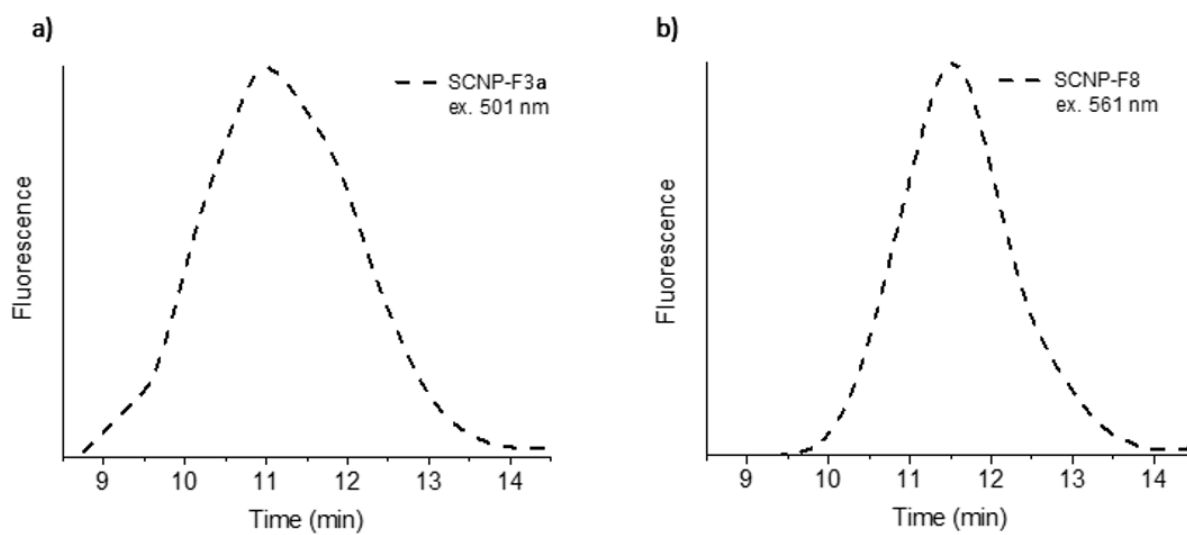 a)
SCNP-F3a
ex. 501 nm
Fluorescence
9 10 11 12 13 14
Time (min)
b)
SCNP-F8
ex. 561 nm
Fluorescence
9 10 11 12 13 14
Time (min)